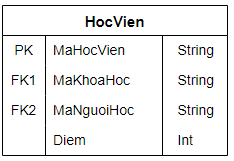 HocVien
PK MaHocVien String
FK1 MaKhoaHoc String
FK2 MaNguoiHoc String
Diem Int